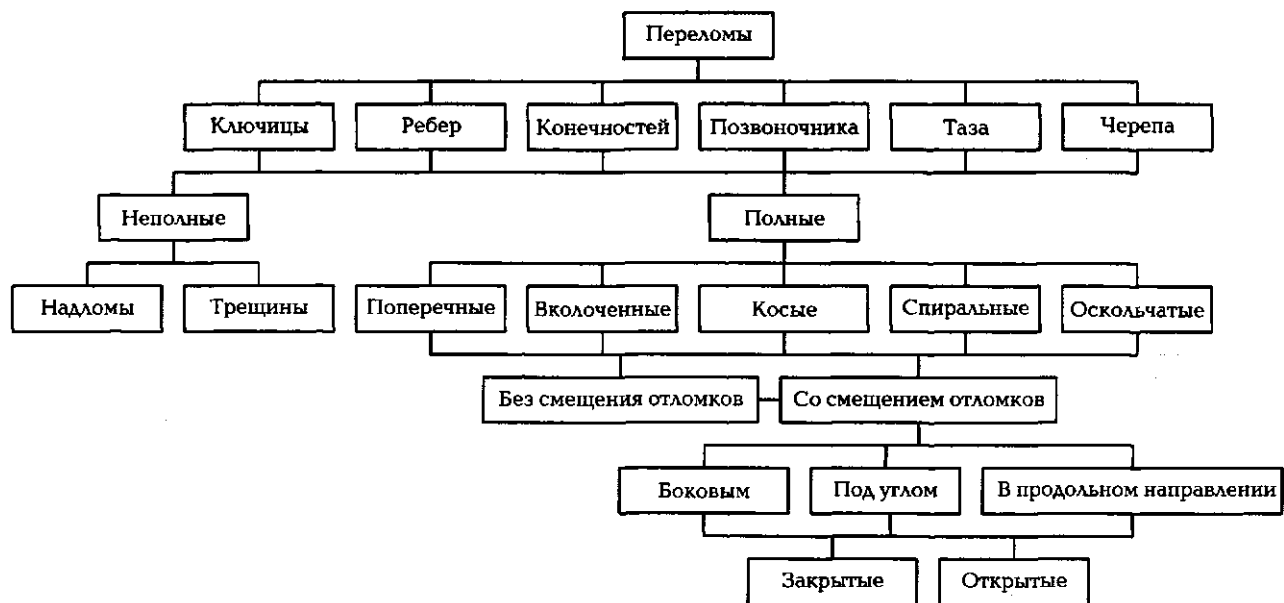 Переломы
Ключицы
Ребер
Конечностей
Позвоночника
Таза
Черепа
Неполные
Полные
Надломы
Трещины
Поперечные
Вколоченные
Косые
Спиральные
Оскольчатые
Без смещения отломков
Со смещением отломков
Боковым
Под углом
В продольном направлении
Закрытые
Открытые